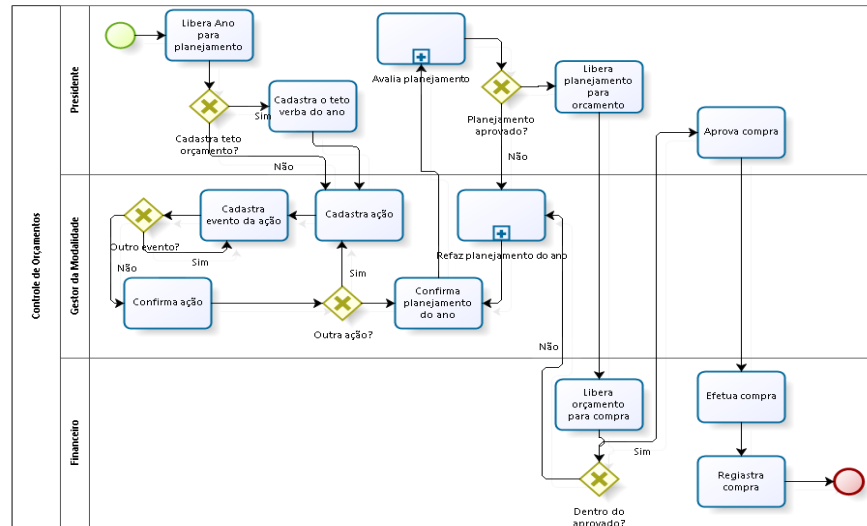 Controle de Orçamentos
Presidente
Libera Ano
para
planejamento
Cadastra teto
orçamento?
Sim
Não
Cadastra o teto
verba do ano
Avalia planejamento
Planejamento
aprovado?
Não
Libera
planejamento
para
orcamento
Aprova compra
Gestor da Modalidade
Outro evento?
Sim
Não
Cadastra
evento da ação
Cadastra ação
Sim
Confirma ação
Outra ação?
Confirma
planejamento
do ano
Refaz planejamento do ano
Não
Financeiro
Libera
orçamento
para compra
Sim
Dentro do
aprovado?
Efetua compra
Regiastra
compra